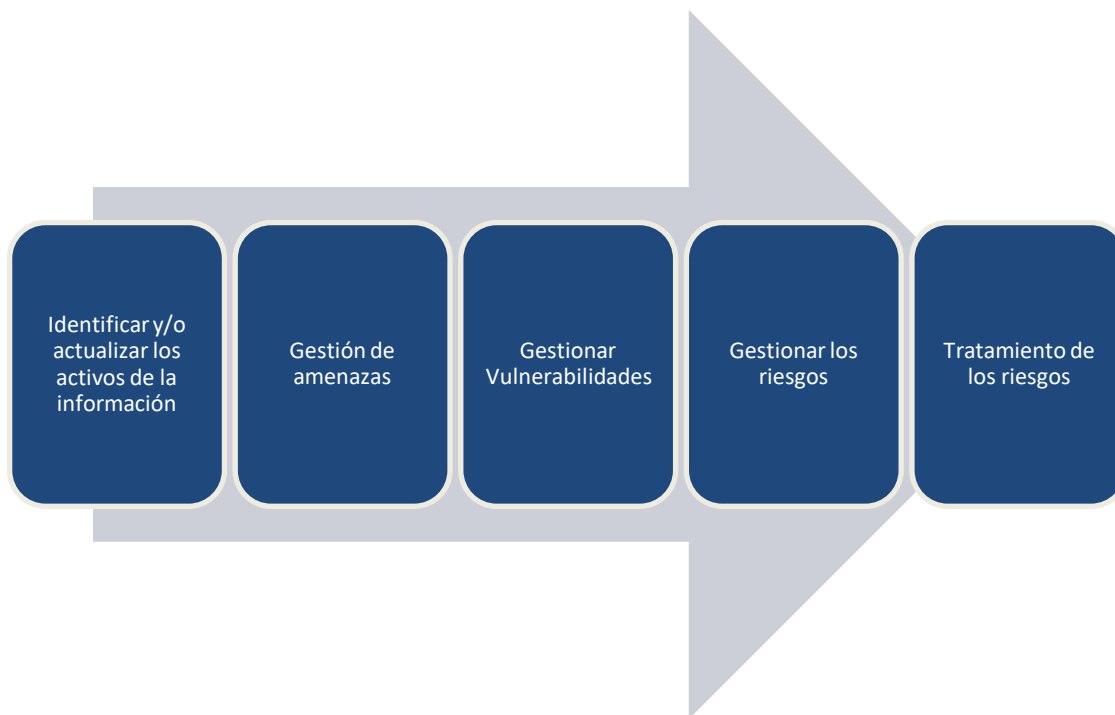 Identificar y/o
actualizar los
activos de la
información
Gestión de
amenazas
Gestionar
Vulnerabilidades
Gestionar los
riesgos
Tratamiento de
los riesgos